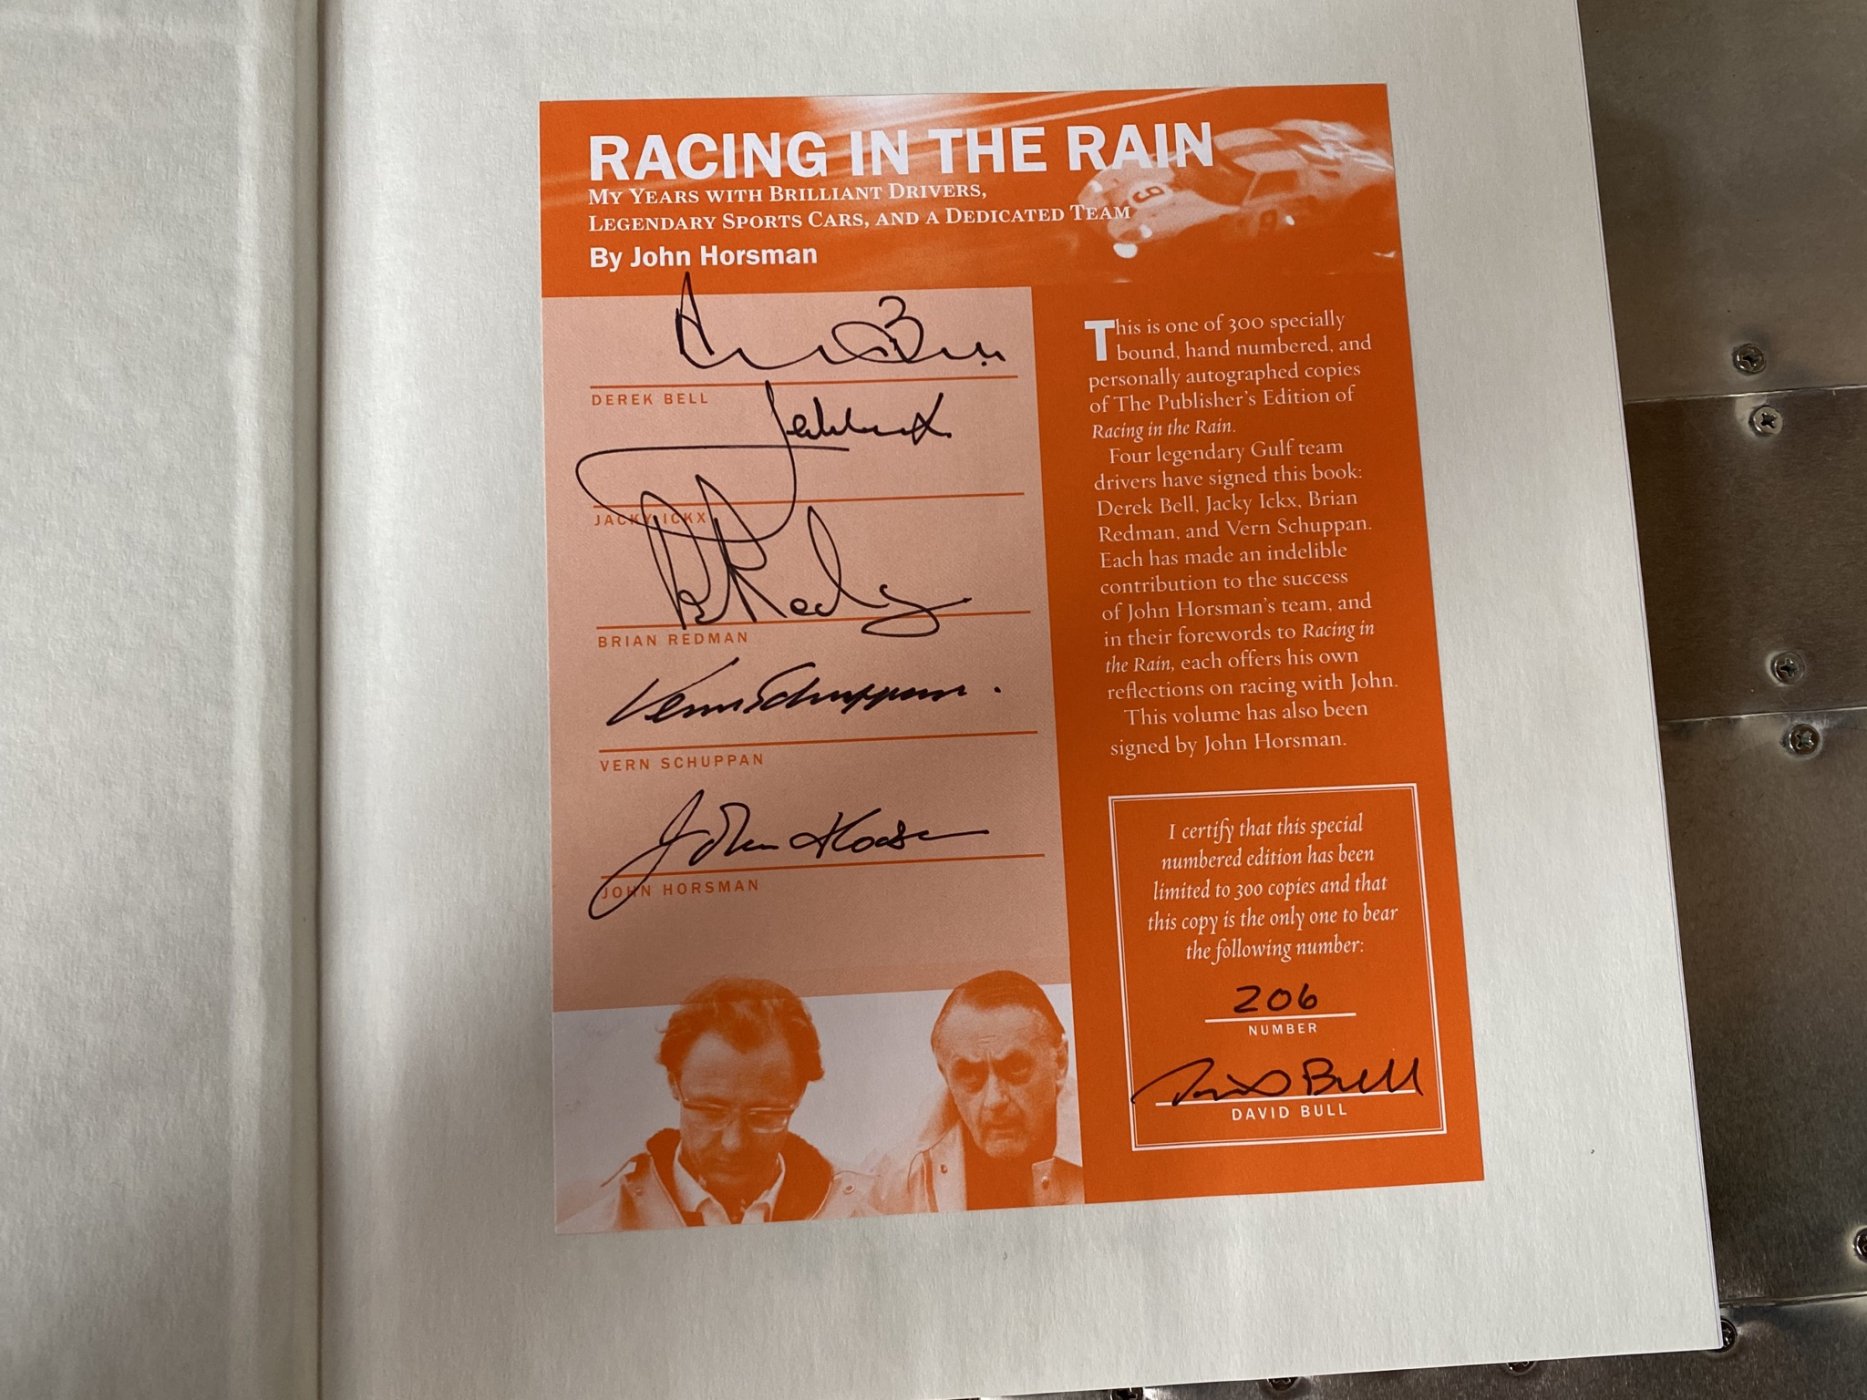 RACING IN THE RAIN
MY YEARS WITH BRILLIANT DRIVERS,
LEGENDARY SPORTS CARS, AND A DEDICATED TEAM
By John Horsman
9
DEREK BELL
JACKY ICKX
BRIAN REDMAN
Vern Schuppan.
VERN SCHUPPAN
John Horsman
JOHN HORSMAN
This is one of 300 specially
bound, hand numbered, and
personally autographed copies
of The Publisher's Edition of
Racing in the Rain.
Four legendary Gulf team
drivers have signed this book:
Derek Bell, Jacky Ickx, Brian
Redman, and Vern Schuppan.
Each has made an indelible
contribution to the success
of John Horsman's team, and
in their forewords to Racing in
the Rain, each offers his own
reflections on racing with John.
This volume has also been
signed by John Horsman.
I certify that this special
numbered edition has been
limited to 300 copies and that
this copy is the only one to bear
the following number:
206
NUMBER
David Bull
DAVID BULL